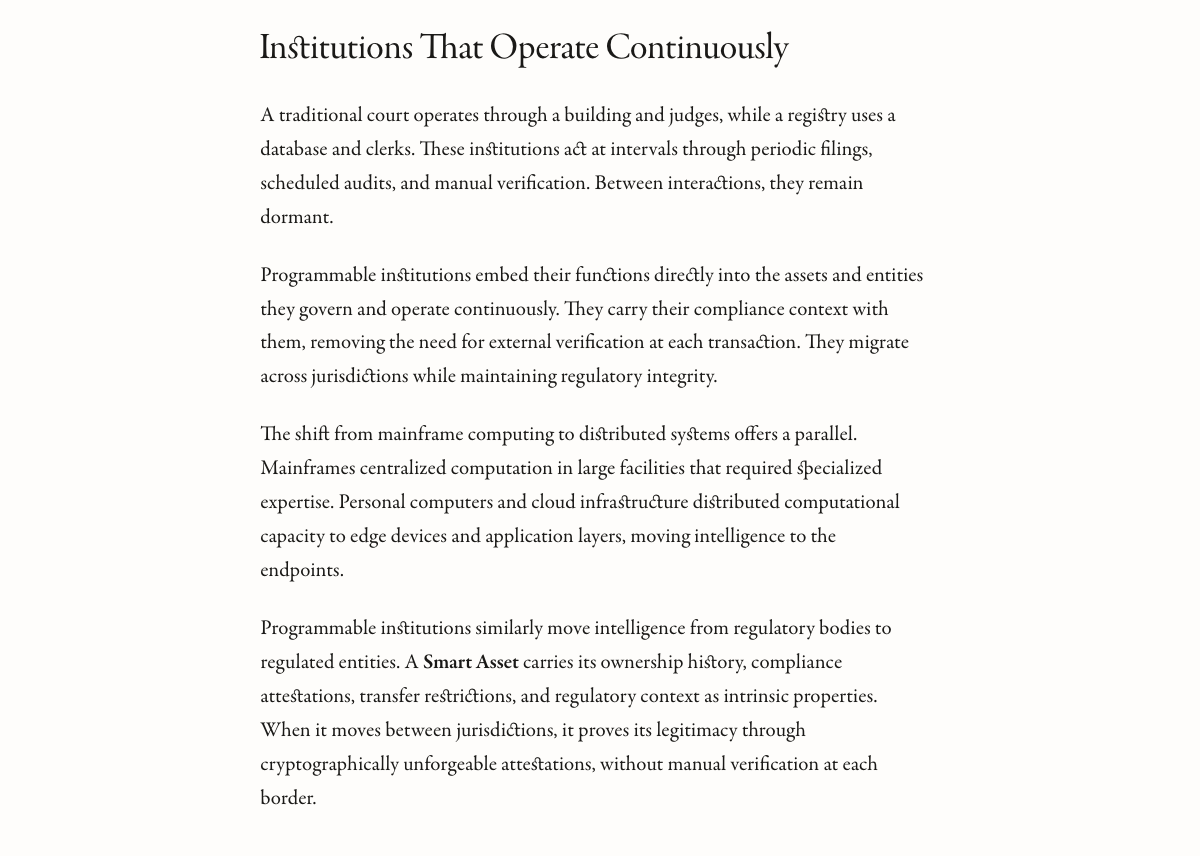 Institutions That Operate Continuously
A traditional court operates through a building and judges, while a registry uses a
database and clerks. These institutions act at intervals through periodic filings,
scheduled audits, and manual verification. Between interactions, they remain
dormant.
Programmable institutions embed their functions directly into the assets and entities
they govern and operate continuously. They carry their compliance context with
them, removing the need for external verification at each transaction. They migrate
across jurisdictions while maintaining regulatory integrity.
The shift from mainframe computing to distributed systems offers a parallel.
Mainframes centralized computation in large facilities that required specialized
expertise. Personal computers and cloud infrastructure distributed computational
capacity to edge devices and application layers, moving intelligence to the
endpoints.
Programmable institutions similarly move intelligence from regulatory bodies to
regulated entities. A Smart Asset carries its ownership history, compliance
attestations, transfer restrictions, and regulatory context as intrinsic properties.
When it moves between jurisdictions, it proves its legitimacy through
cryptographically unforgeable attestations, without manual verification at each
border.